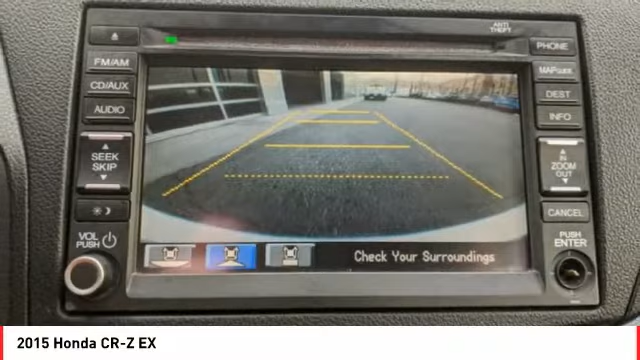 ANTI
THEFT
PHONE
FM/AM
MAP/GUIDE
CD/AUX
DEST
AUDIO
INFO
SEEK
SKIP
IN
ZOOM
OUT
CANCEL
VOL
PUSH
PUSH
ENTER
Check Your Surroundings
2015 Honda CR-Z EX